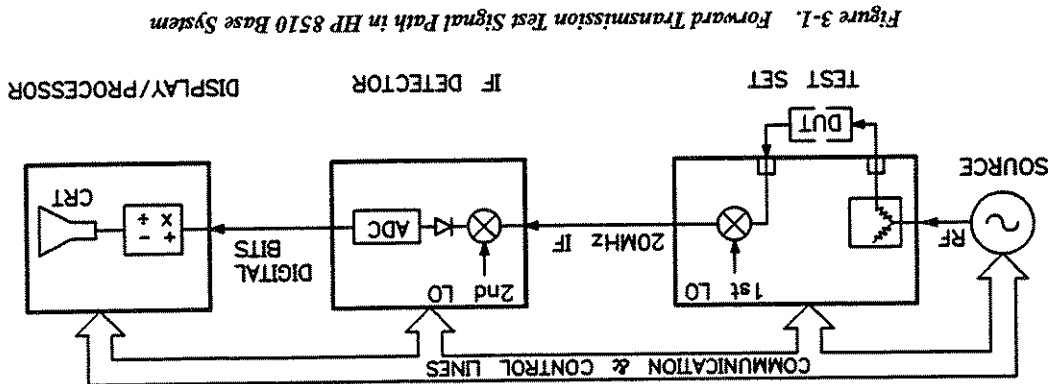 COMMUNICATION & CONTROL LINES
1st LO
2nd LO
DIGITAL
BITS
RF
20MHz IF
ADC
+ -
x ÷
CRT
SOURCE
DUT
TEST SET
IF DETECTOR
DISPLAY/PROCESSOR
Figure 3-1. Forward Transmission Test Signal Path in HP 8510 Base System